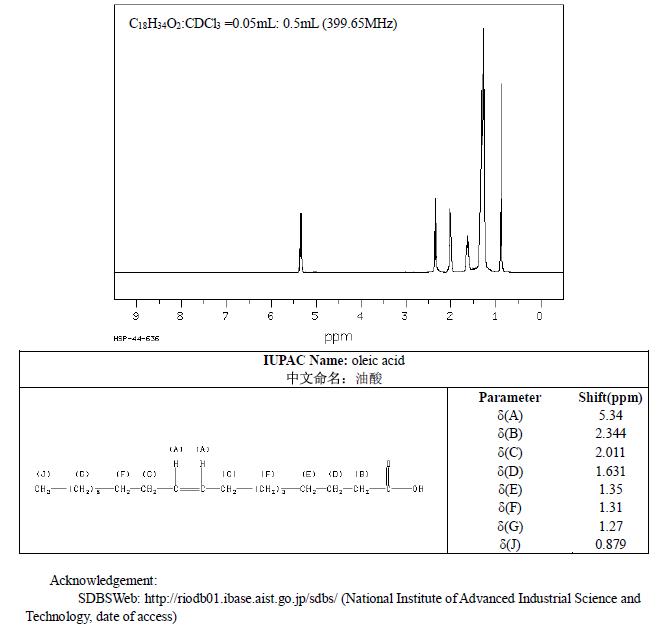 C₁₈H₃₄O₂:CDCl₃ =0.05mL: 0.5mL (399.65MHz)
9 8 7 6 5 4 3 2 1 0
HSP-44-636 ppm
IUPAC Name: oleic acid
中文命名：油酸
Parameter Shift(ppm)
δ(A) 5.34
δ(B) 2.344
δ(C) 2.011
δ(D) 1.631
δ(E) 1.35
δ(F) 1.31
δ(G) 1.27
δ(J) 0.879
(A) (A)
H H
(J) (G) (F) (C) (C) (F) (E) (D) (B) O
CH₃ (CH₂)₅ CH₂ CH₂ C C CH₂ (CH₂)₃ CH₂ CH₂ CH₂ C OH
Acknowledgement:
SDBSWeb: http://riodb01.ibase.aist.go.jp/sdbs/ (National Institute of Advanced Industrial Science and
Technology, date of access)